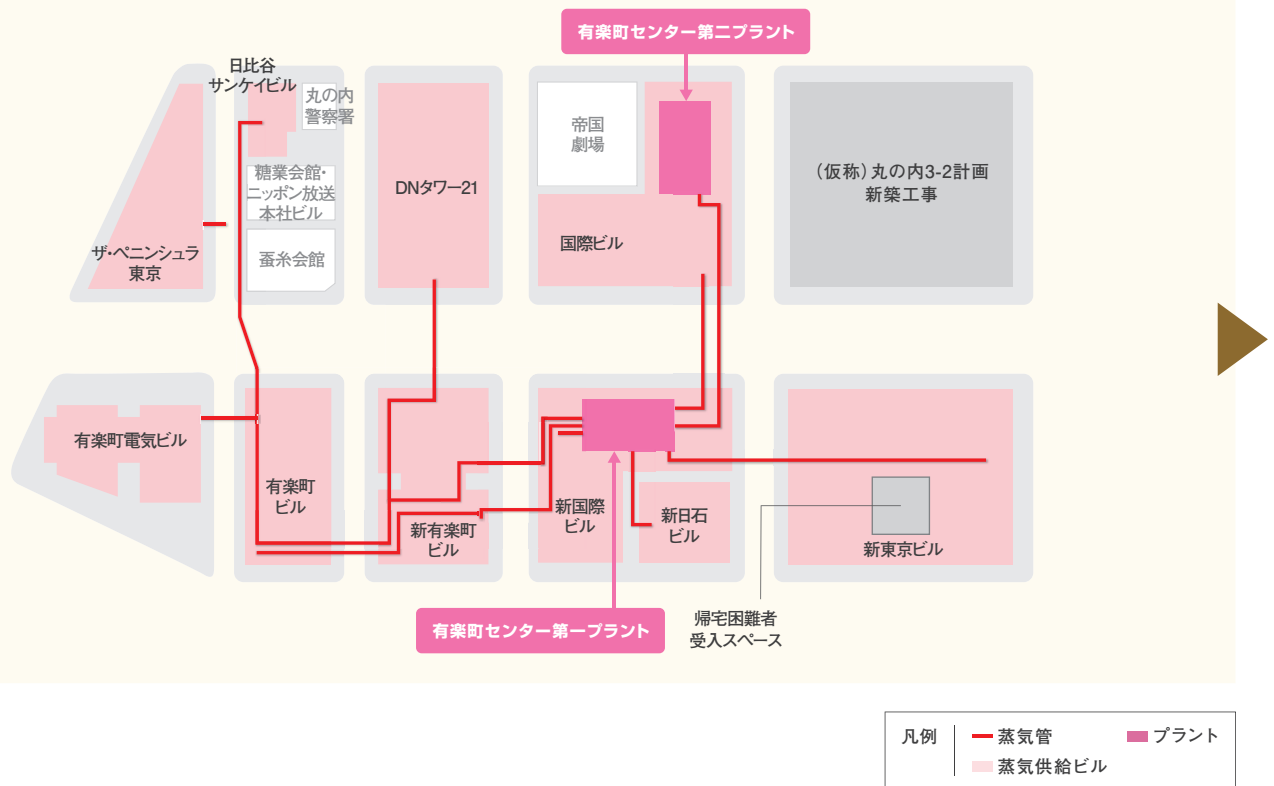 有楽町センター第二プラント
日比谷
サンケイビル
丸の内
警察署
帝国
劇場
糖業会館・
ニッポン放送
本社ビル
DNタワー21
(仮称)丸の内3-2計画
新築工事
ザ・ペニンシュラ
東京
蚕糸会館
国際ビル
有楽町電気ビル
有楽町
ビル
新有楽町
ビル
新国際
ビル
新日石
ビル
新東京ビル
有楽町センター第一プラント
帰宅困難者
受入スペース
凡例
蒸気管
プラント
蒸気供給ビル